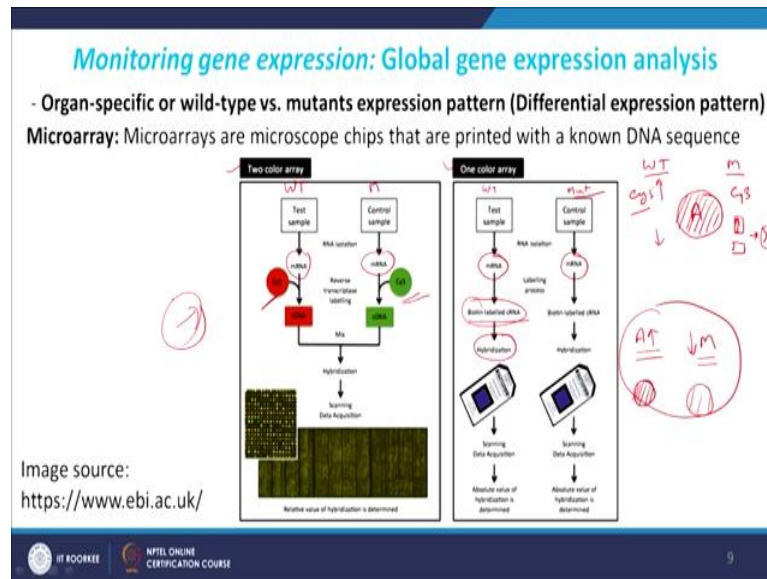 Monitoring gene expression: Global gene expression analysis
- Organ-specific or wild-type vs. mutants expression pattern (Differential expression pattern)
Microarray: Microarrays are microscope chips that are printed with a known DNA sequence
Two color array
WT
M
Test sample
Control sample
RNA isolation
mRNA
mRNA
Cy5
Reverse transcriptase labelling
Cy3
cDNA
cDNA
Mix
Hybridization
Scanning
Data Acquisition
Relative value of hybridization is determined
One color array
WT
Mut
Test sample
Control sample
RNA isolation
mRNA
mRNA
Labelling process
Biotin-labelled cRNA
Biotin-labelled cRNA
Hybridization
Hybridization
Scanning
Data Acquisition
Scanning
Data Acquisition
Absolute value of hybridization is determined
Absolute value of hybridization is determined
WT
M
Cy5↑
Cy3
A
A↑
↓M
Image source:
https://www.ebi.ac.uk/
IIT ROORKEE
NPTEL ONLINE
CERTIFICATION COURSE
9